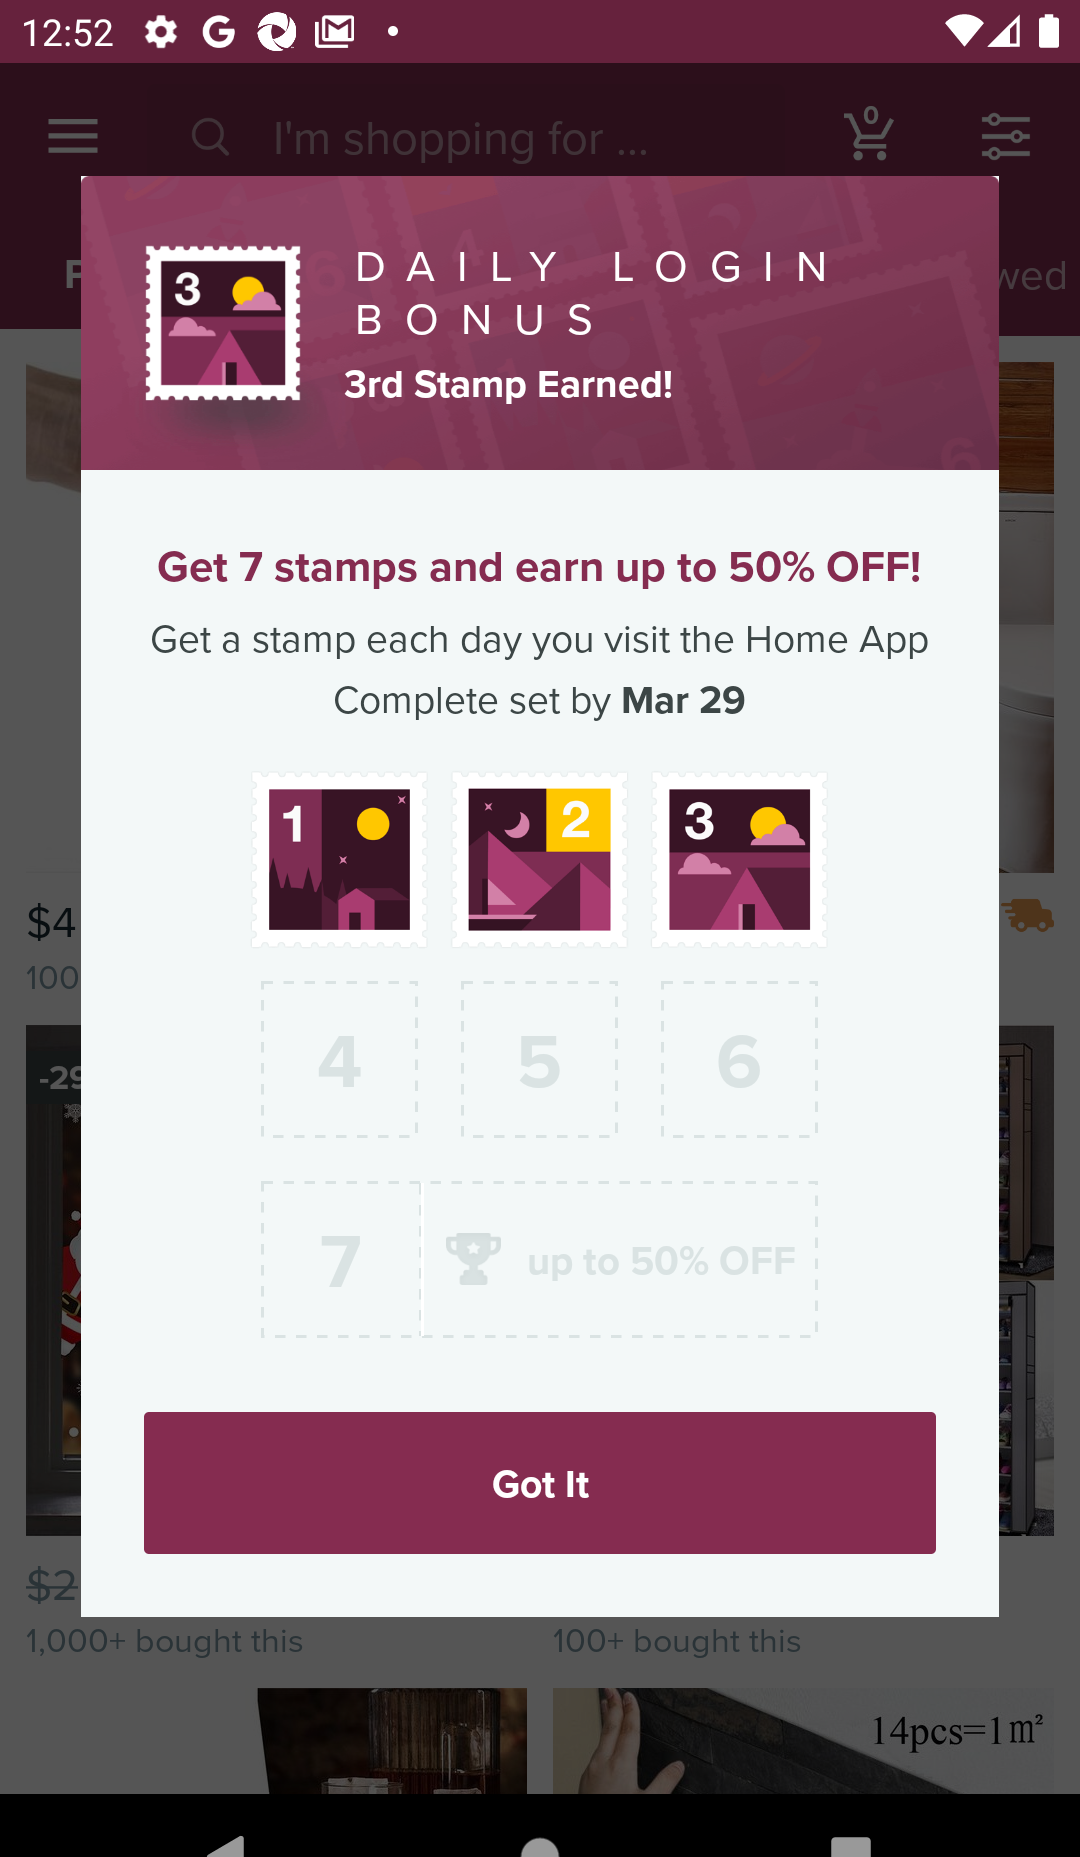 12:52
I'm shopping for ...
0
DAILY LOGIN
BONUS
3rd Stamp Earned!
3
wed
Get 7 stamps and earn up to 50% OFF!
Get a stamp each day you visit the Home App
Complete set by Mar 29
1
2
3
4
5
6
7
up to 50% OFF
Got It
$4
100
-29
$2
1,000+ bought this
100+ bought this
14pcs=1m²